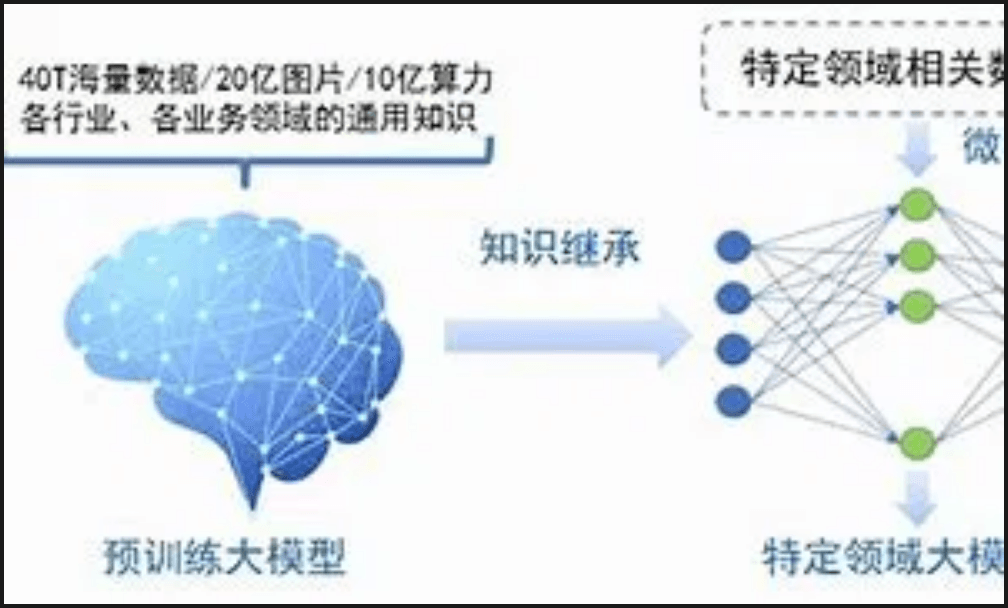 40T海量数据/20亿图片/10亿算力
各行业、各业务领域的通用知识
特定领域相关
微
知识继承
预训练大模型
特定领域大模